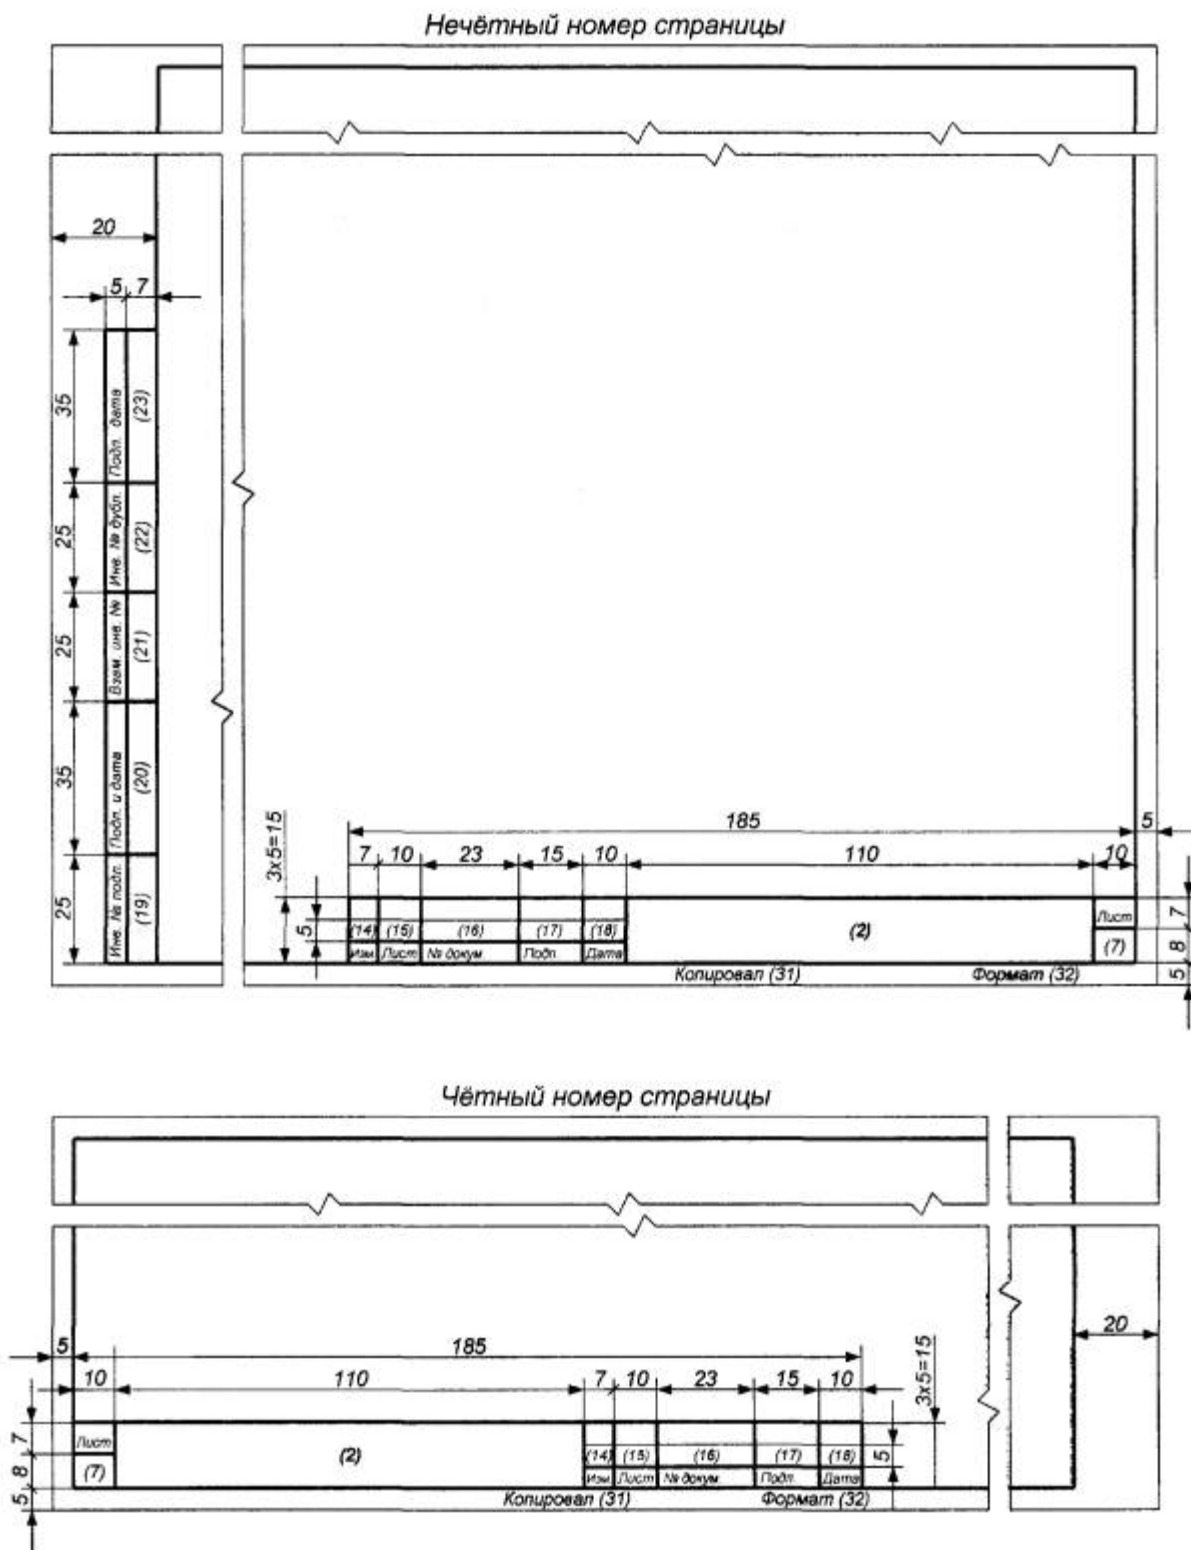 Нечётный номер страницы
20
5 7
35
Подп. дата
(23)
25
Инв. № дубл.
(22)
25
Взам. инв. №
(21)
35
Подп. и дата
(20)
25
Инв. № подл.
(19)
3х5=15
185
5
7 10 23 15 10 110 10
5
(14) (15) (16) (17) (18)
Изм Лист № докум Подп. Дата
(2)
Лист
(7)
7
8
5
Копировал (31) Формат (32)
Чётный номер страницы
20
5 185
3х5=15
10 110 7 10 23 15 10
7
8
5
Лист
(7)
(2)
(14) (15) (16) (17) (18)
Изм Лист № докум Подп. Дата
5
Копировал (31) Формат (32)